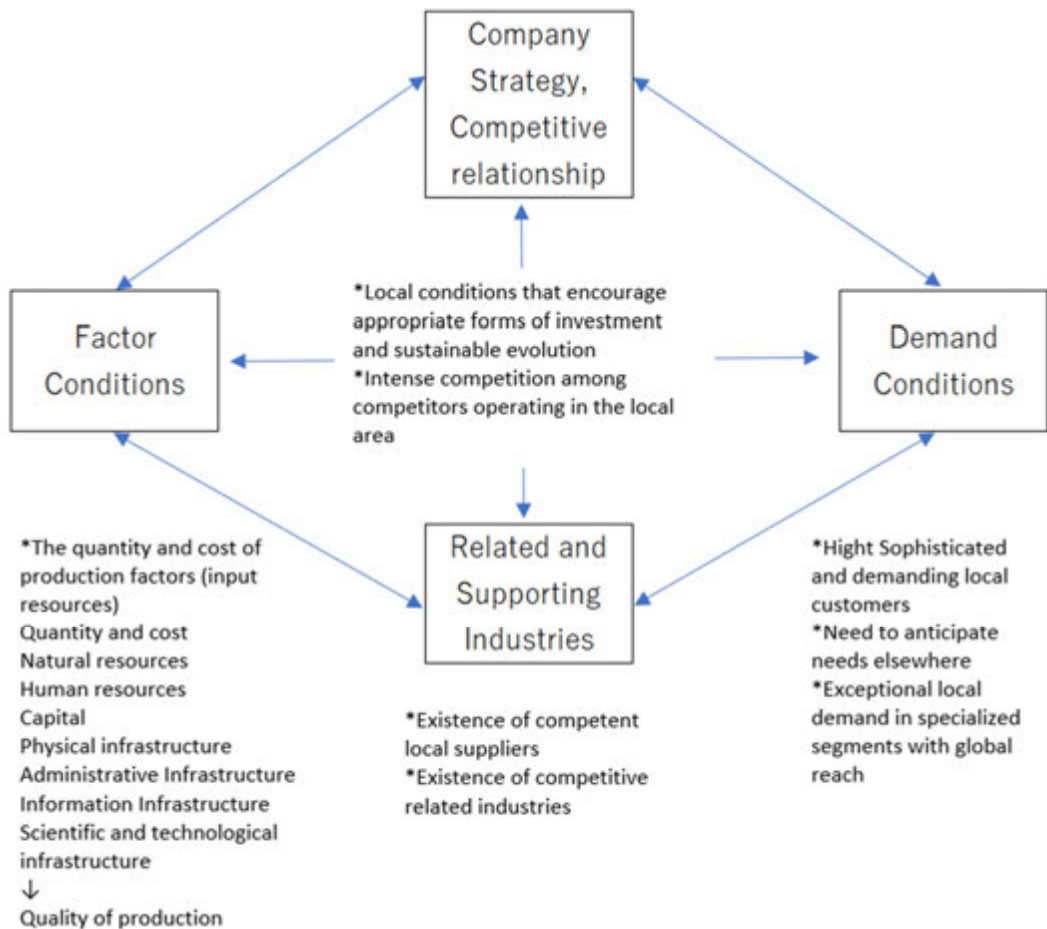 Company
Strategy,
Competitive
relationship
*Local conditions that encourage
appropriate forms of investment
and sustainable evolution
*Intense competition among
competitors operating in the local
area
Factor
Conditions
Demand
Conditions
Related and
Supporting
Industries
*The quantity and cost of
production factors (input
resources)
Quantity and cost
Natural resources
Human resources
Capital
Physical infrastructure
Administrative Infrastructure
Information Infrastructure
Scientific and technological
infrastructure
↓
Quality of production
*Existence of competent
local suppliers
*Existence of competitive
related industries
*Hight Sophisticated
and demanding local
customers
*Need to anticipate
needs elsewhere
*Exceptional local
demand in specialized
segments with global
reach